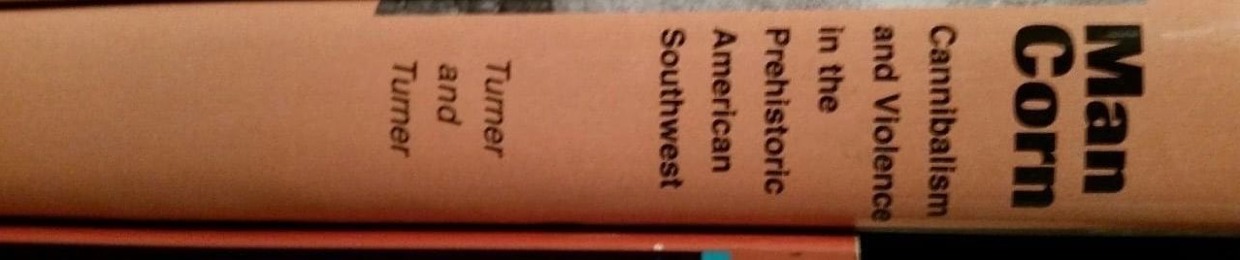 Man
Corn
Cannibalism
and Violence
in the
Prehistoric
American
Southwest
Turner
and
Turner